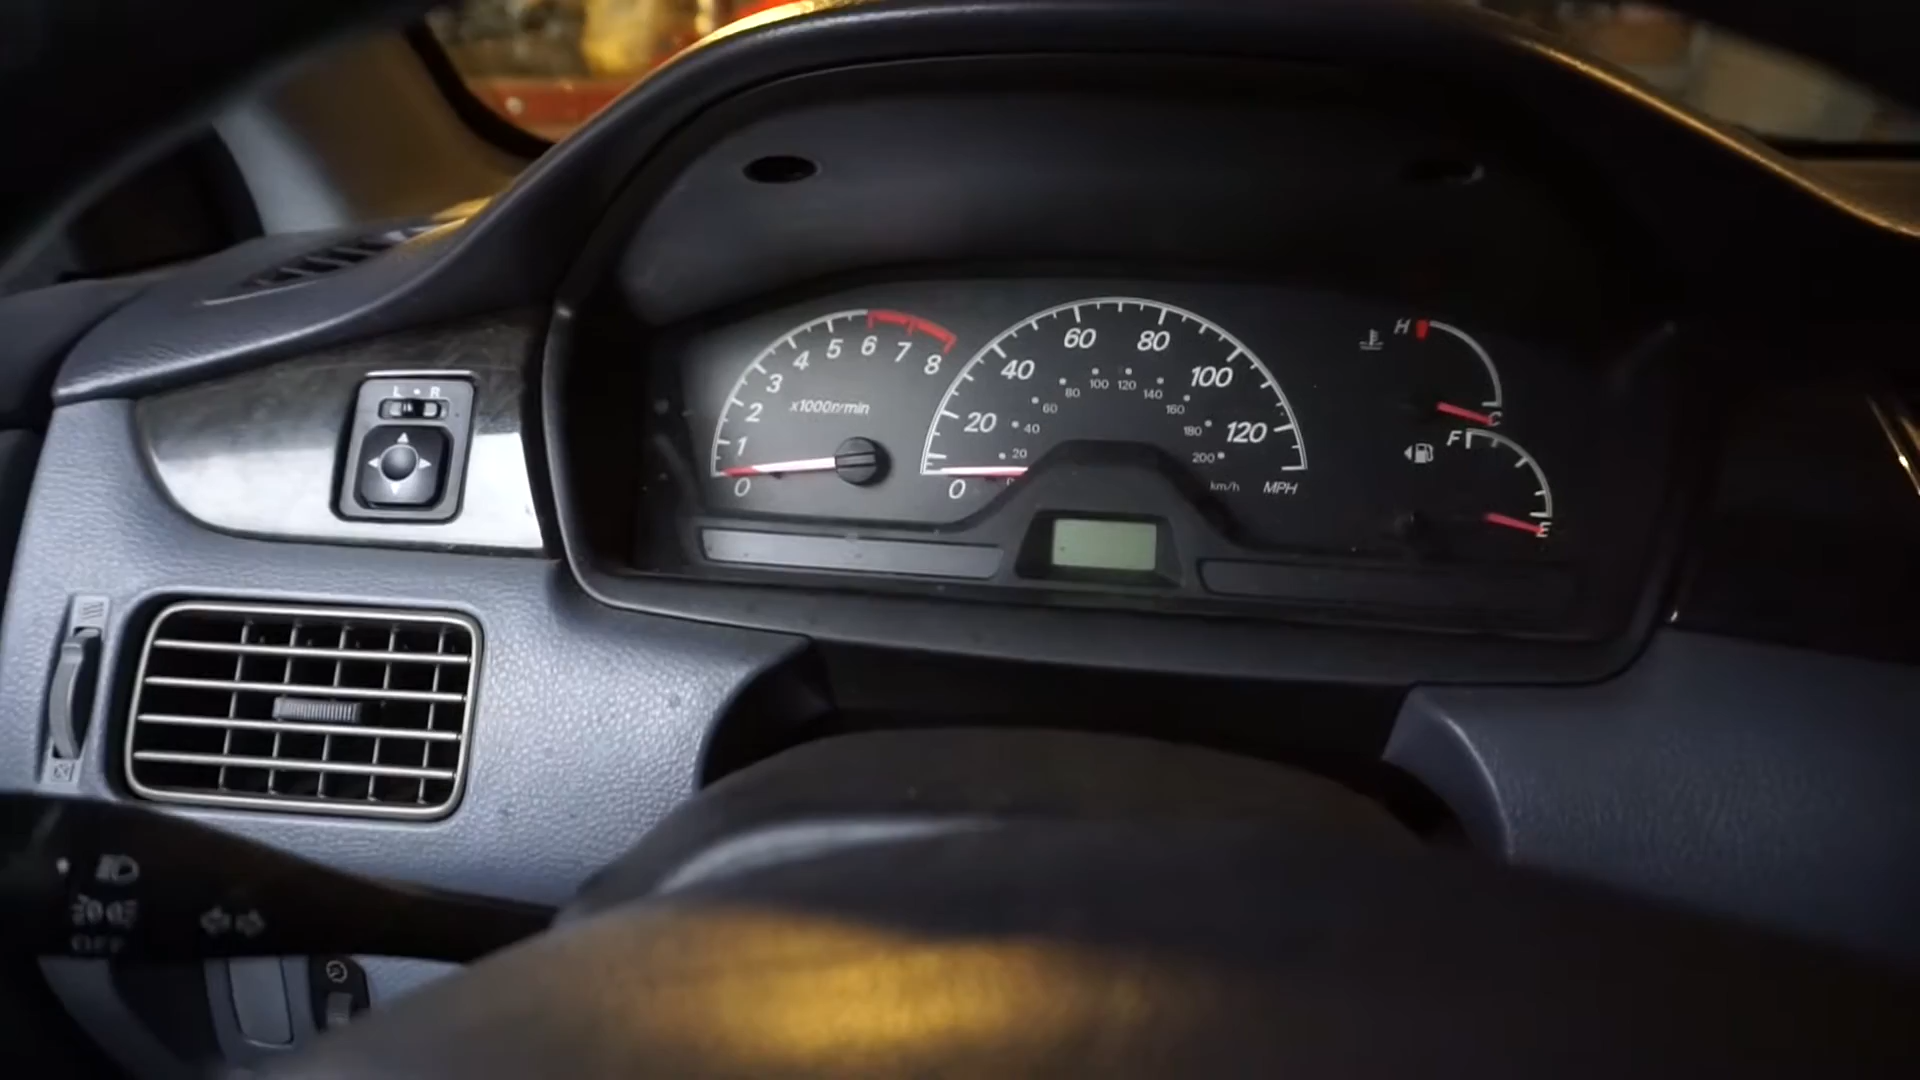 L • R
0 1 2 3 4 5 6 7 8
x1000r/min
0 20 40 60 80 100 120
20 40 60 80 100 120 140 160 180 200
km/h MPH
H
C
F
E
OFF